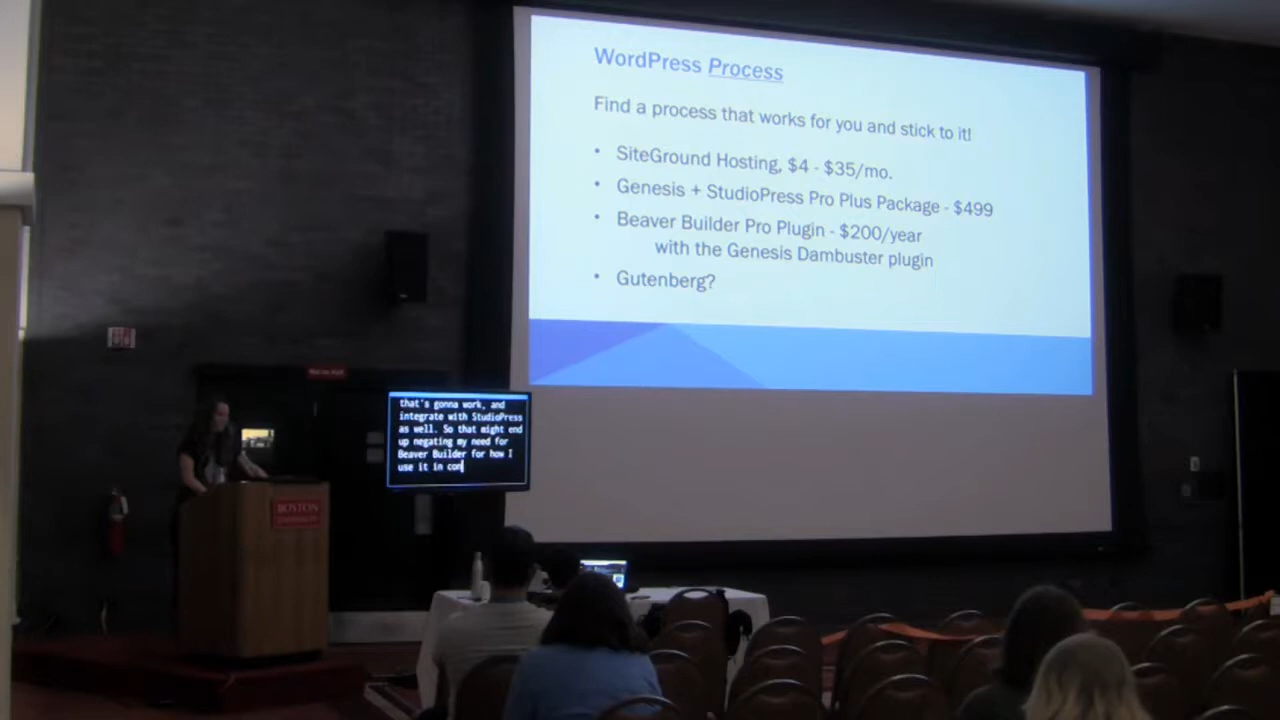 WordPress Process
Find a process that works for you and stick to it!
• SiteGround Hosting, $4 - $35/mo.
• Genesis + StudioPress Pro Plus Package - $499
• Beaver Builder Pro Plugin - $200/year
with the Genesis Dambuster plugin
• Gutenberg?
that's gonna work, and
integrate with StudioPress
as well. So that might end
up negating my need for
Beaver Builder for how I
use it in con
BOSTON